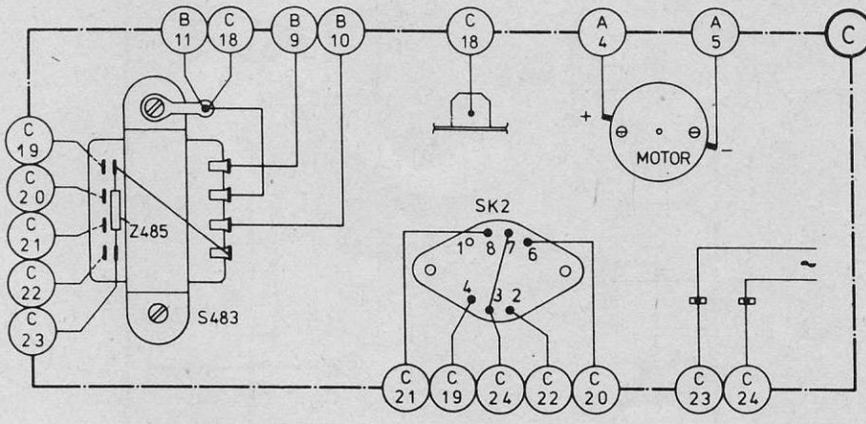 B C B B C A A C
11 18 9 10 18 4 5
+
-
MOTOR
C
19
C
20
C
21
C
22
C
23
Z485
S483
SK2
1 8 7 6
4 3 2
~
C C C C C C C
21 19 24 22 20 23 24